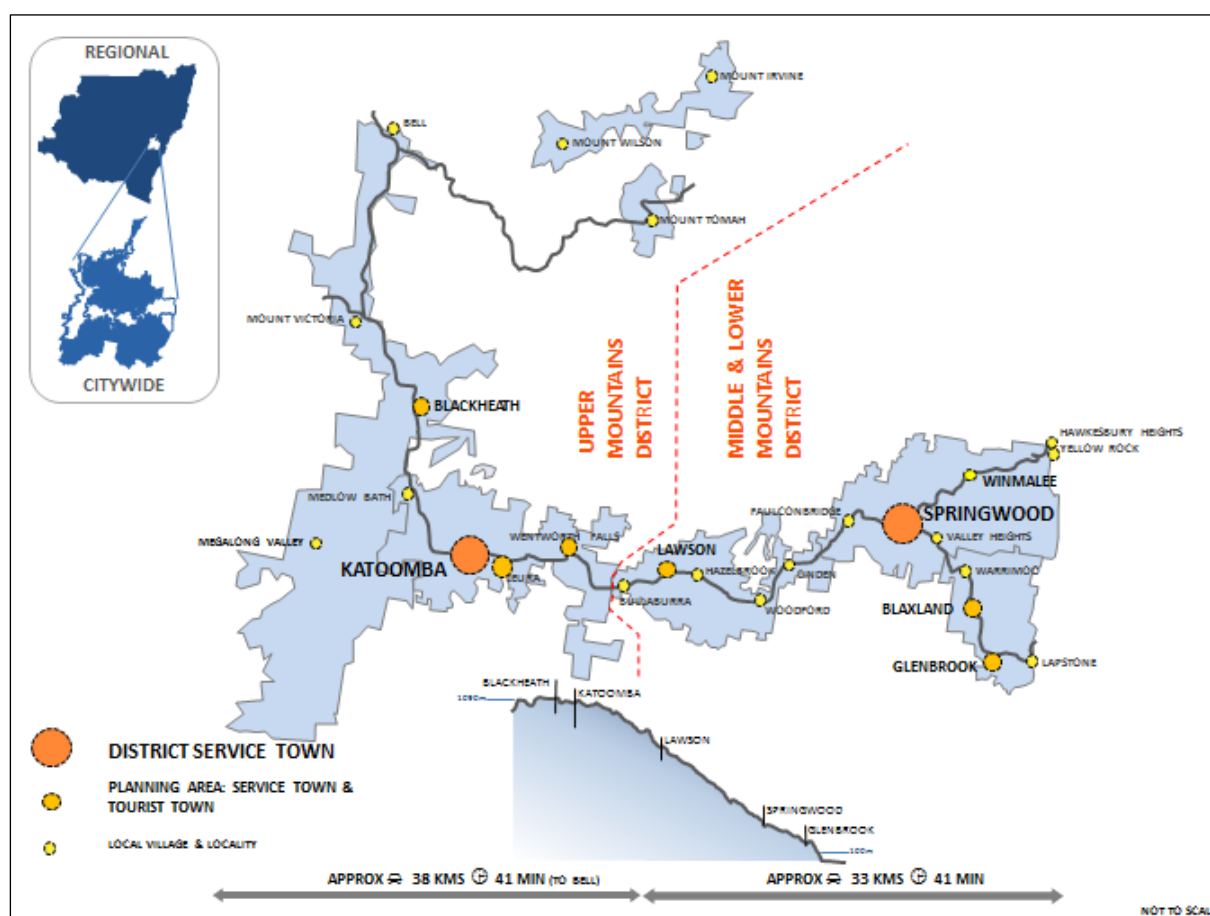 REGIONAL
CITYWIDE
MOUNT IRVINE
BELL
MOUNT WILSON
MOUNT TOMAH
MOUNT VICTORIA
UPPER
MOUNTAINS
DISTRICT
MIDDLE & LOWER
MOUNTAINS
DISTRICT
BLACKHEATH
HAWKESBURY HEIGHTS
YELLOW ROCK
MEDLOW BATH
WINMALEE
FAULCONBRIDGE
SPRINGWOOD
MEGALONG VALLEY
WENTWORTH FALLS
VALLEY HEIGHTS
KATOOMBA
LEURA
LAWSON
HAZELBROOK
LINDEN
WARRIMOO
BULLABURRA
WOODFORD
BLAXLAND
GLENBROOK
LAPSTONE
BLACKHEATH
KATOOMBA
1090m
LAWSON
SPRINGWOOD
GLENBROOK
100m
DISTRICT SERVICE TOWN
PLANNING AREA: SERVICE TOWN &
TOURIST TOWN
LOCAL VILLAGE & LOCALITY
APPROX 38 KMS 41 MIN (TO BELL)
APPROX 33 KMS 41 MIN
NOT TO SCAL